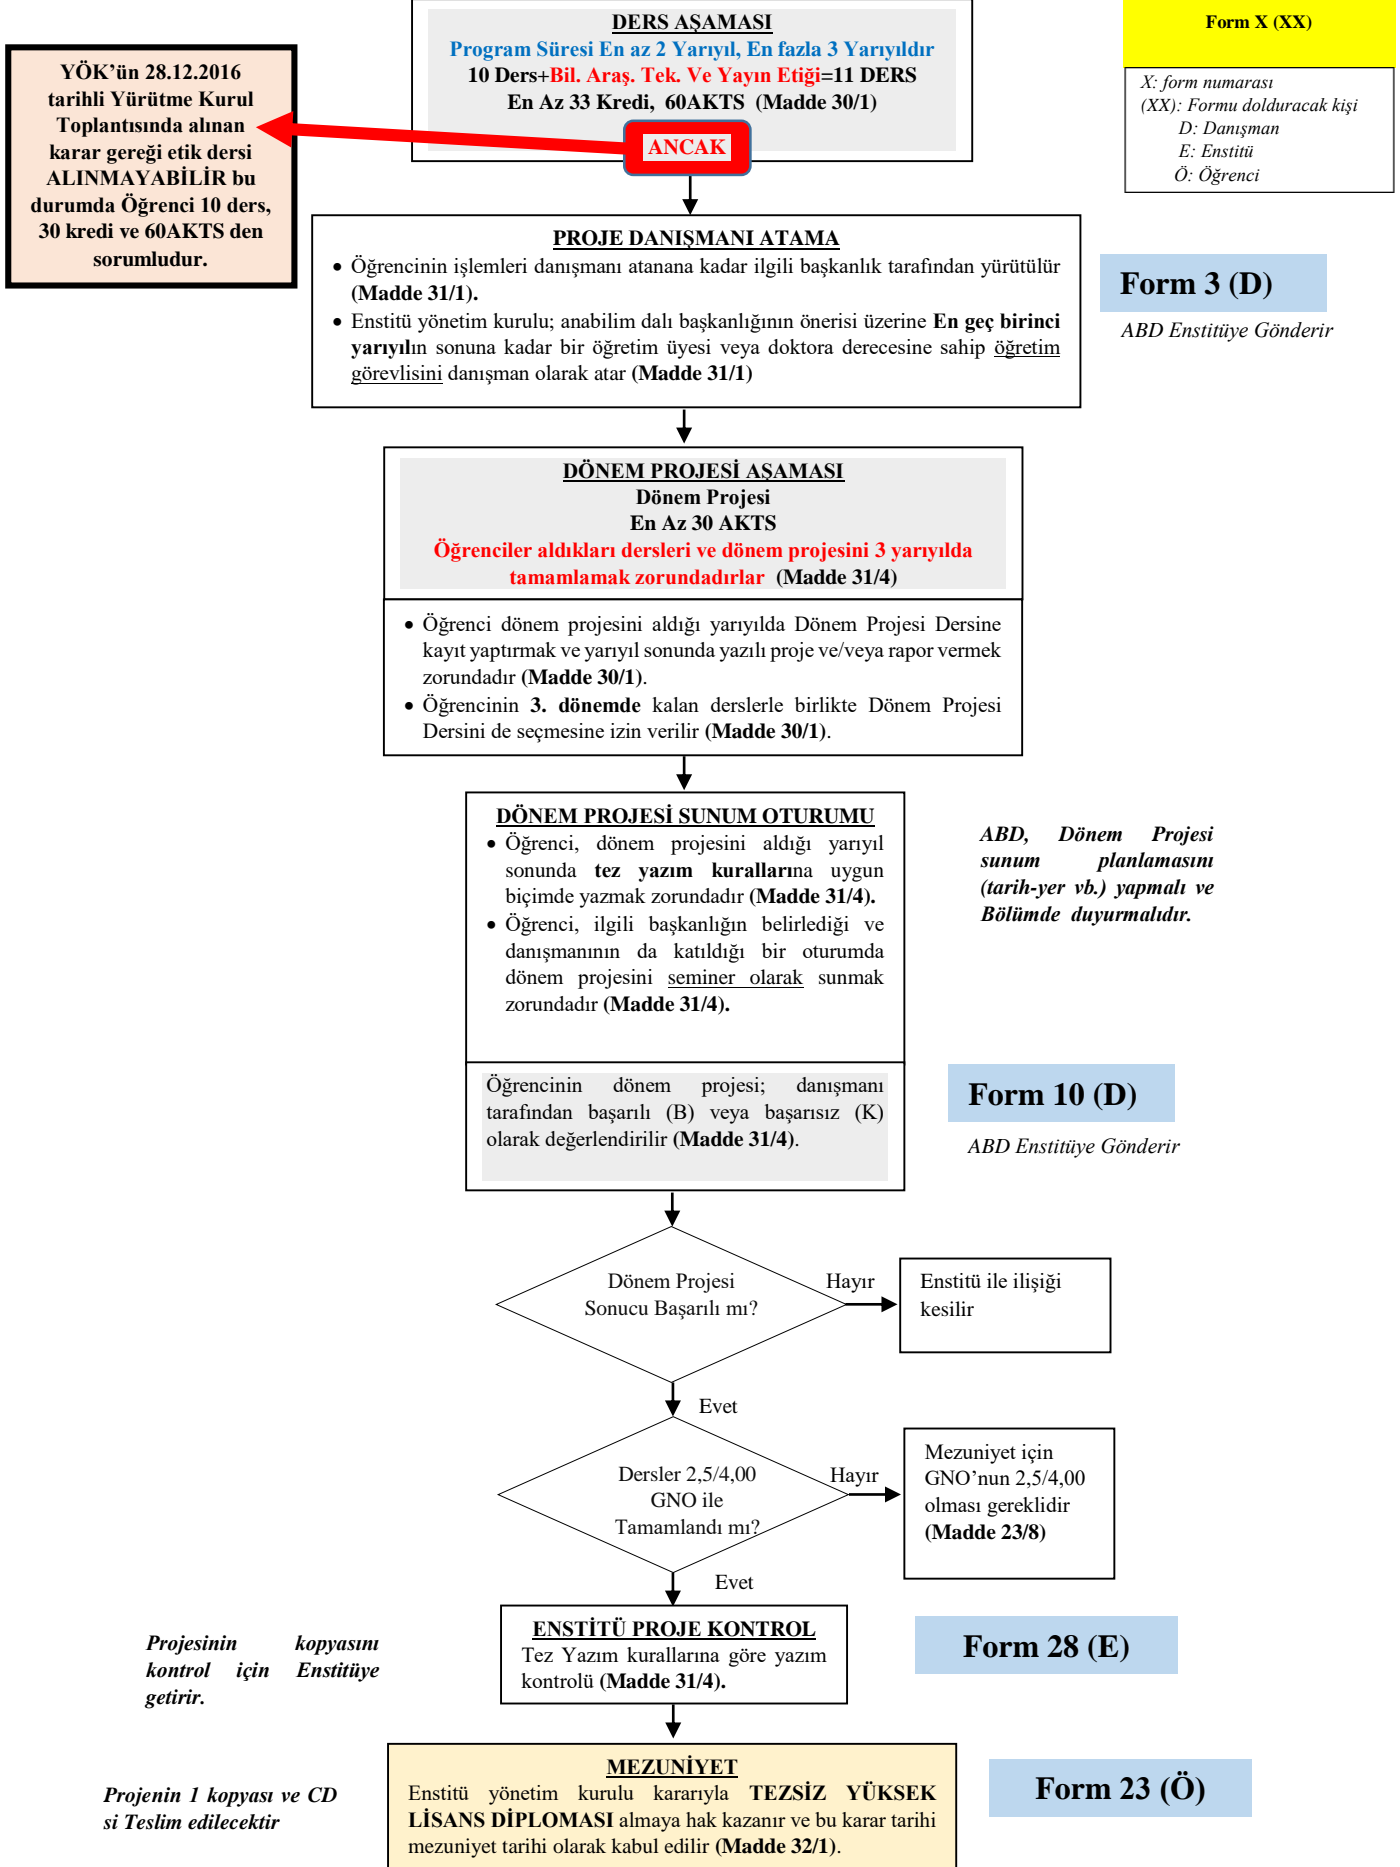 DERS AŞAMASI
Program Süresi En az 2 Yarıyıl, En fazla 3 Yarıyıldır
10 Ders+Bil. Araş. Tek. Ve Yayın Etiği=11 DERS
En Az 33 Kredi, 60AKTS (Madde 30/1)
ANCAK
Form X (XX)
X: form numarası
(XX): Formu dolduracak kişi
D: Danışman
E: Enstitü
Ö: Öğrenci
YÖK’ün 28.12.2016
tarihli Yürütme Kurul
Toplantısında alınan
karar gereği etik dersi
ALINMAYABİLİR bu
durumda Öğrenci 10 ders,
30 kredi ve 60AKTS den
sorumludur.
PROJE DANIŞMANI ATAMA
• Öğrencinin işlemleri danışmanı atanana kadar ilgili başkanlık tarafından yürütülür
(Madde 31/1).
• Enstitü yönetim kurulu; anabilim dalı başkanlığının önerisi üzerine En geç birinci
yarıyılın sonuna kadar bir öğretim üyesi veya doktora derecesine sahip öğretim
görevlisini danışman olarak atar (Madde 31/1)
Form 3 (D)
ABD Enstitüye Gönderir
DÖNEM PROJESİ AŞAMASI
Dönem Projesi
En Az 30 AKTS
Öğrenciler aldıkları dersleri ve dönem projesini 3 yarıyılda
tamamlamak zorundadırlar (Madde 31/4)
• Öğrenci dönem projesini aldığı yarıyılda Dönem Projesi Dersine
kayıt yaptırmak ve yarıyıl sonunda yazılı proje ve/veya rapor vermek
zorundadır (Madde 30/1).
• Öğrencinin 3. dönemde kalan derslerle birlikte Dönem Projesi
Dersini de seçmesine izin verilir (Madde 30/1).
DÖNEM PROJESİ SUNUM OTURUMU
• Öğrenci, dönem projesini aldığı yarıyıl
sonunda tez yazım kurallarına uygun
biçimde yazmak zorundadır (Madde 31/4).
• Öğrenci, ilgili başkanlığın belirlediği ve
danışmanının da katıldığı bir oturumda
dönem projesini seminer olarak sunmak
zorundadır (Madde 31/4).
ABD, Dönem Projesi
sunum planlamasını
(tarih-yer vb.) yapmalı ve
Bölümde duyurmalıdır.
Öğrencinin dönem projesi; danışmanı
tarafından başarılı (B) veya başarısız (K)
olarak değerlendirilir (Madde 31/4).
Form 10 (D)
ABD Enstitüye Gönderir
Dönem Projesi
Sonucu Başarılı mı?
Hayır
Enstitü ile ilişiği
kesilir
Evet
Dersler 2,5/4,00
GNO ile
Tamamlandı mı?
Hayır
Mezuniyet için
GNO’nun 2,5/4,00
olması gereklidir
(Madde 23/8)
Evet
ENSTİTÜ PROJE KONTROL
Tez Yazım kurallarına göre yazım
kontrolü (Madde 31/4).
Form 28 (E)
Projesinin kopyasını
kontrol için Enstitüye
getirir.
MEZUNİYET
Enstitü yönetim kurulu kararıyla TEZSİZ YÜKSEK
LİSANS DİPLOMASI almaya hak kazanır ve bu karar tarihi
mezuniyet tarihi olarak kabul edilir (Madde 32/1).
Form 23 (Ö)
Projenin 1 kopyası ve CD
si Teslim edilecektir